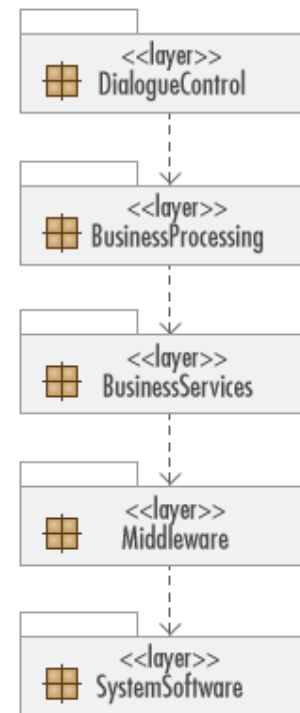 <<layer>>
DialogueControl
<<layer>>
BusinessProcessing
<<layer>>
BusinessServices
<<layer>>
Middleware
<<layer>>
SystemSoftware